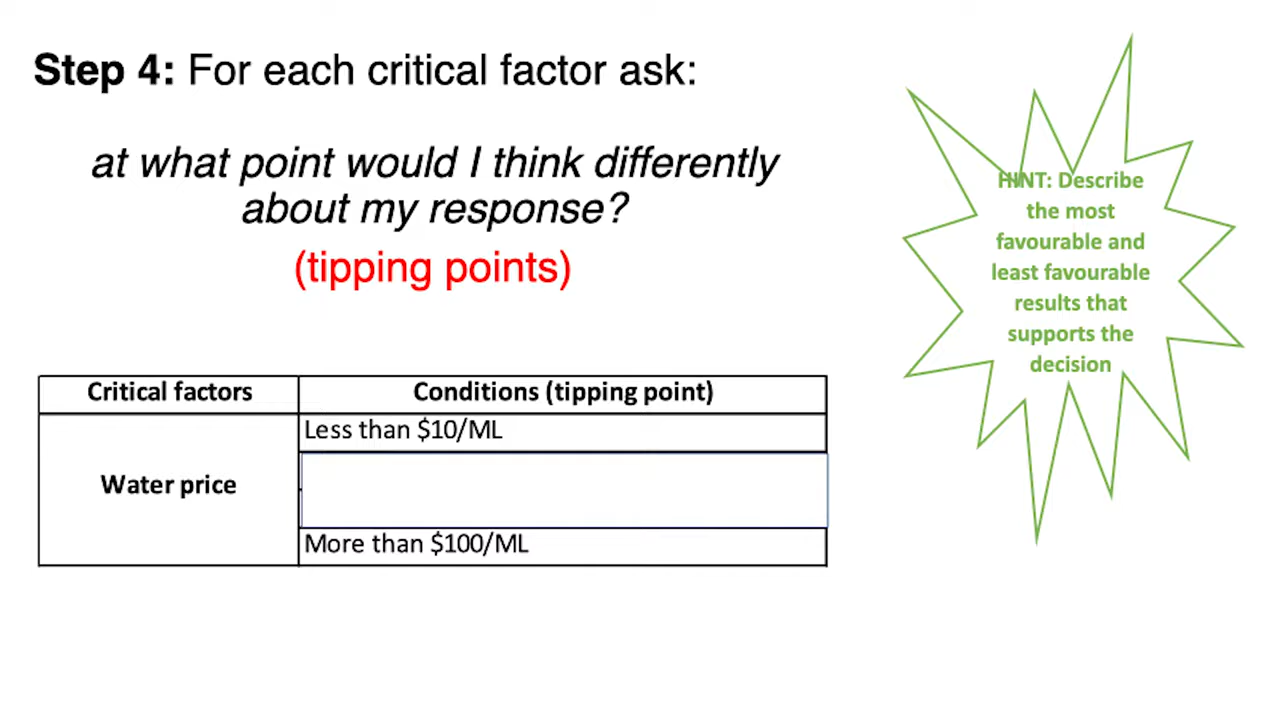 Step 4: For each critical factor ask:
at what point would I think differently
about my response?
(tipping points)
HINT: Describe
the most
favourable and
least favourable
results that
supports the
decision
Critical factors
Conditions (tipping point)
Less than $10/ML
Water price
More than $100/ML